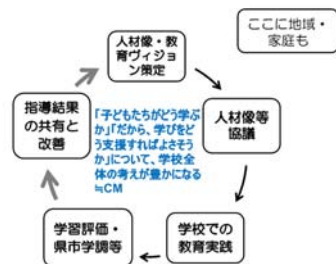 人材像・教
育ヴィジョ
ン策定
ここに地域・
家庭も
指導結果
の共有と
改善
「子どもたちがどう学ぶ
か」「だから、学びをど
う支援すればよさそう
か」について、学校全
体の考えが豊かになる
≒CM
人材像等
協議
学習評価・
県市学調等
学校での
教育実践